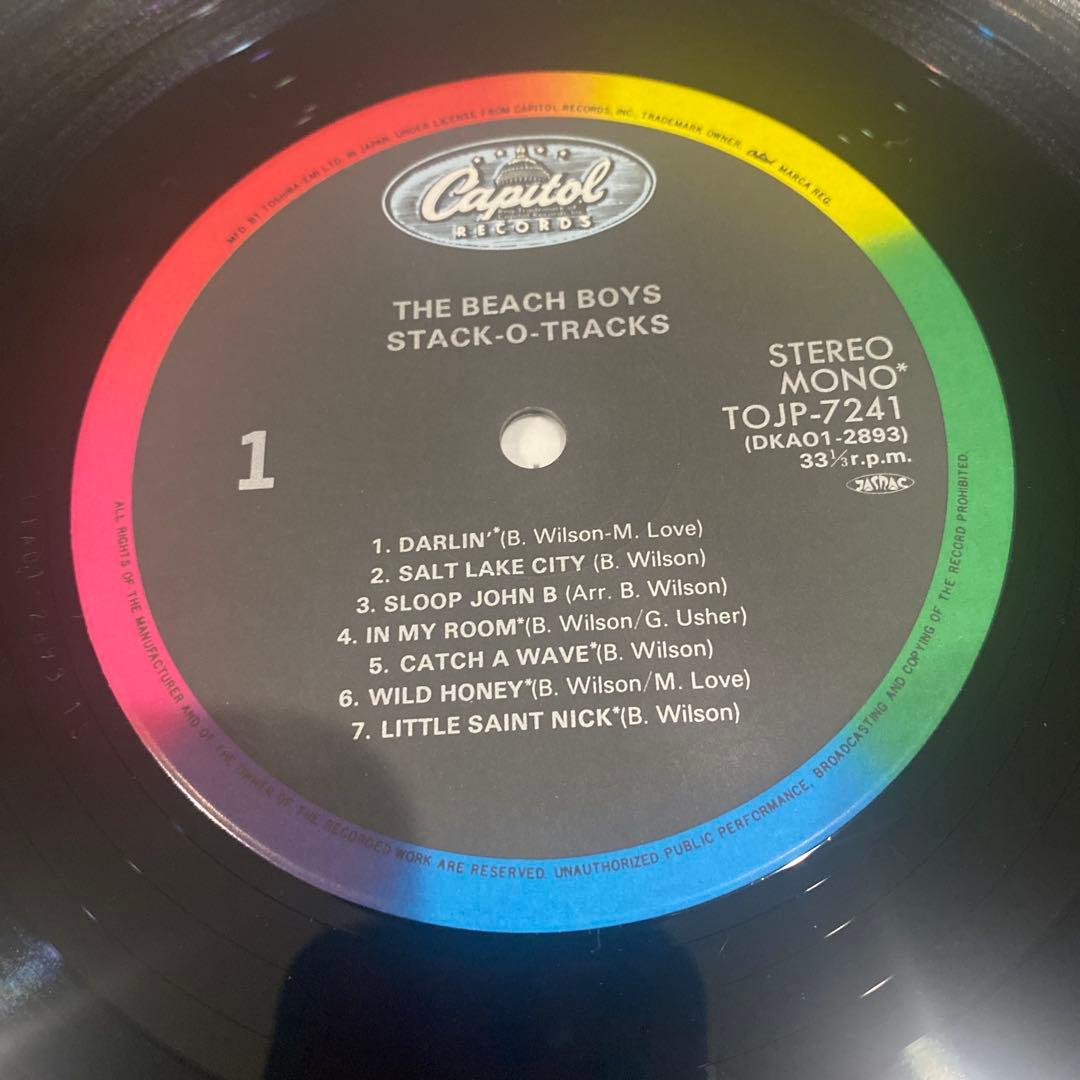 MFD. BY TOSHIBA-EMI LTD. IN JAPAN. UNDER LICENSE FROM CAPITOL RECORDS, INC., TRADEMARK OWNER. MARCA REG.
Capitol
RECORDS
THE BEACH BOYS
STACK-O-TRACKS
STEREO
MONO*
TOJP-7241
(DKAO1-2893)
33⅓r.p.m.
JASRAC
1
1. DARLIN'*(B. Wilson-M. Love)
2. SALT LAKE CITY (B. Wilson)
3. SLOOP JOHN B (Arr. B. Wilson)
4. IN MY ROOM*(B. Wilson/G. Usher)
5. CATCH A WAVE*(B. Wilson)
6. WILD HONEY*(B. Wilson/M. Love)
7. LITTLE SAINT NICK*(B. Wilson)
ALL RIGHTS OF THE MANUFACTURER AND OF THE OWNER OF THE RECORDED WORK ARE RESERVED. UNAUTHORIZED PUBLIC PERFORMANCE, BROADCASTING AND COPYING OF THE RECORD PROHIBITED.